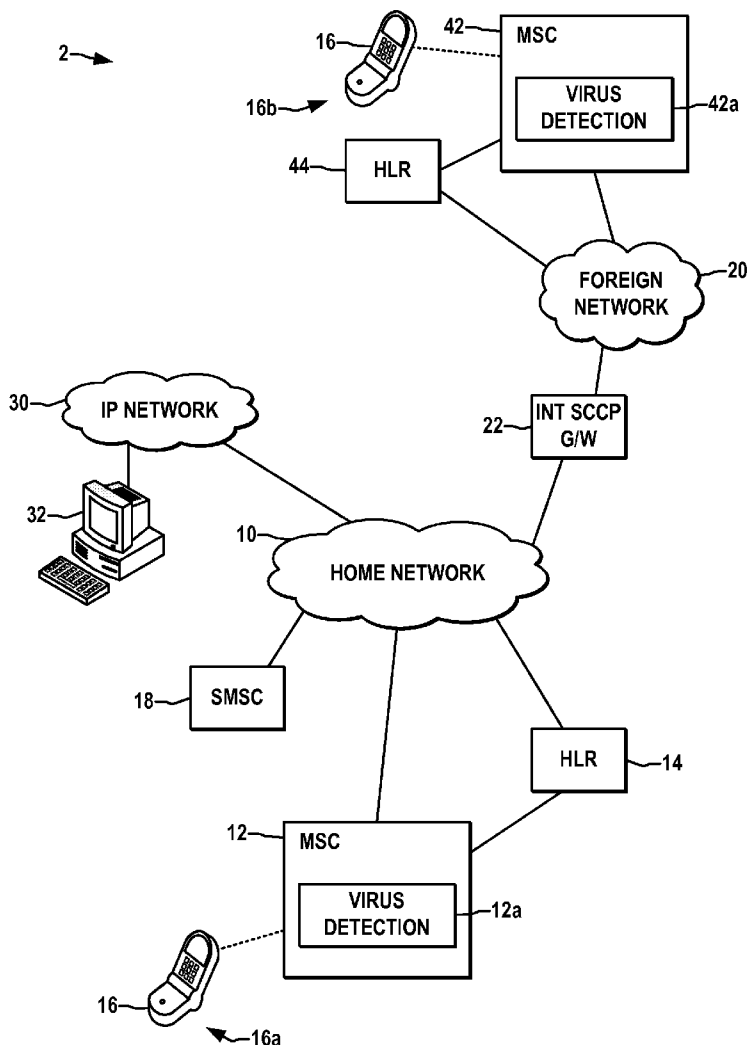 2
16
16b
42
MSC
VIRUS
DETECTION
42a
44
HLR
FOREIGN
NETWORK
20
30
IP NETWORK
22
INT SCCP
G/W
32
10
HOME NETWORK
18
SMSC
HLR
14
12
MSC
VIRUS
DETECTION
12a
16
16a